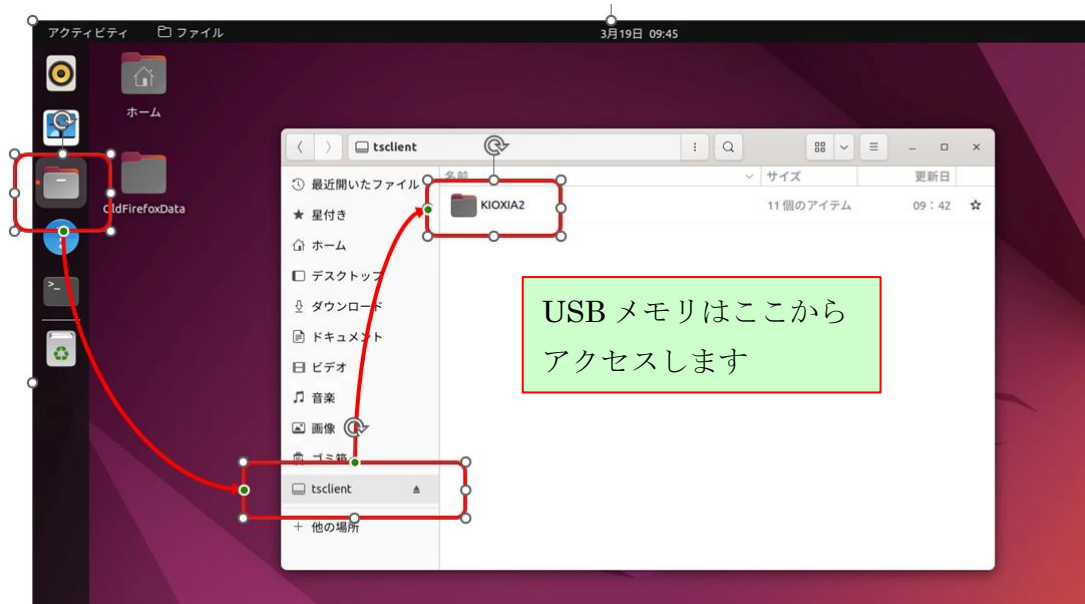 アクティビティ ファイル 3月19日 09:45
ホーム
OldFirefoxData
>_
tsclient
名前 サイズ 更新日
KIOXIA2 11 個のアイテム 09:42
最近開いたファイル
星付き
ホーム
デスクトップ
ダウンロード
ドキュメント
ビデオ
音楽
画像
ゴミ箱
tsclient
他の場所
USB メモリはここから
アクセスします